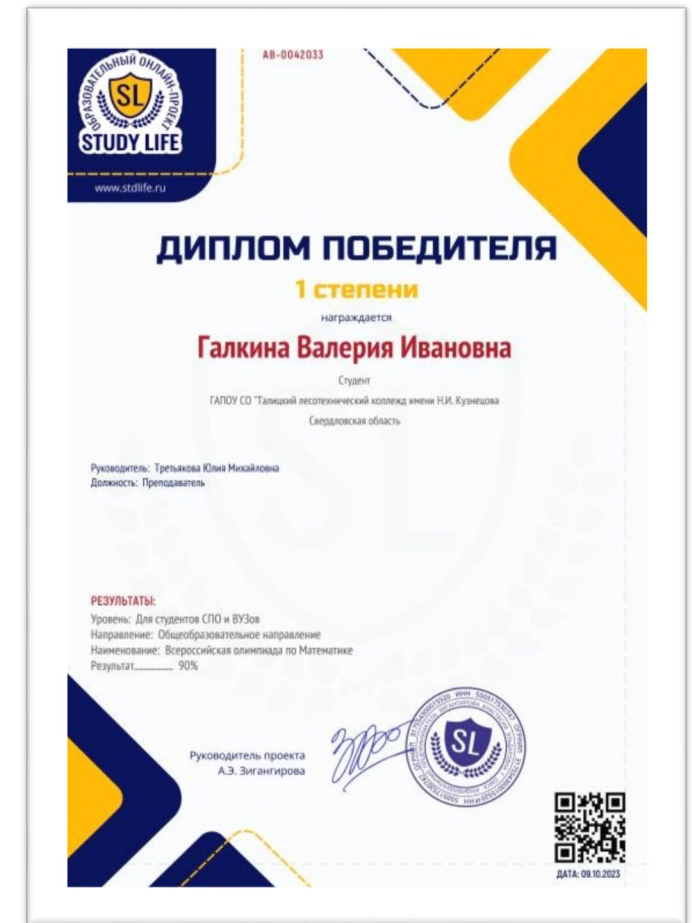 АВ-0042033
ОБРАЗОВАТЕЛЬНЫЙ ОНЛАЙН-ПРОЕКТ
SL
STUDY LIFE
www.stdlife.ru
ДИПЛОМ ПОБЕДИТЕЛЯ
1 степени
награждается
Галкина Валерия Ивановна
Студент
ГАПОУ СО "Талицкий лесотехнический колледж имени Н.И. Кузнецова
Свердловская область
SL
Руководитель: Третьякова Юлия Михайловна
Должность: Преподаватель
РЕЗУЛЬТАТЫ:
Уровень: Для студентов СПО и ВУЗов
Направление: Общеобразовательное направление
Наименование: Всероссийская олимпиада по Математике
Результат................ 90%
Руководитель проекта
А.Э. Зигангирова
SL
ДАТА: 09.10.2023